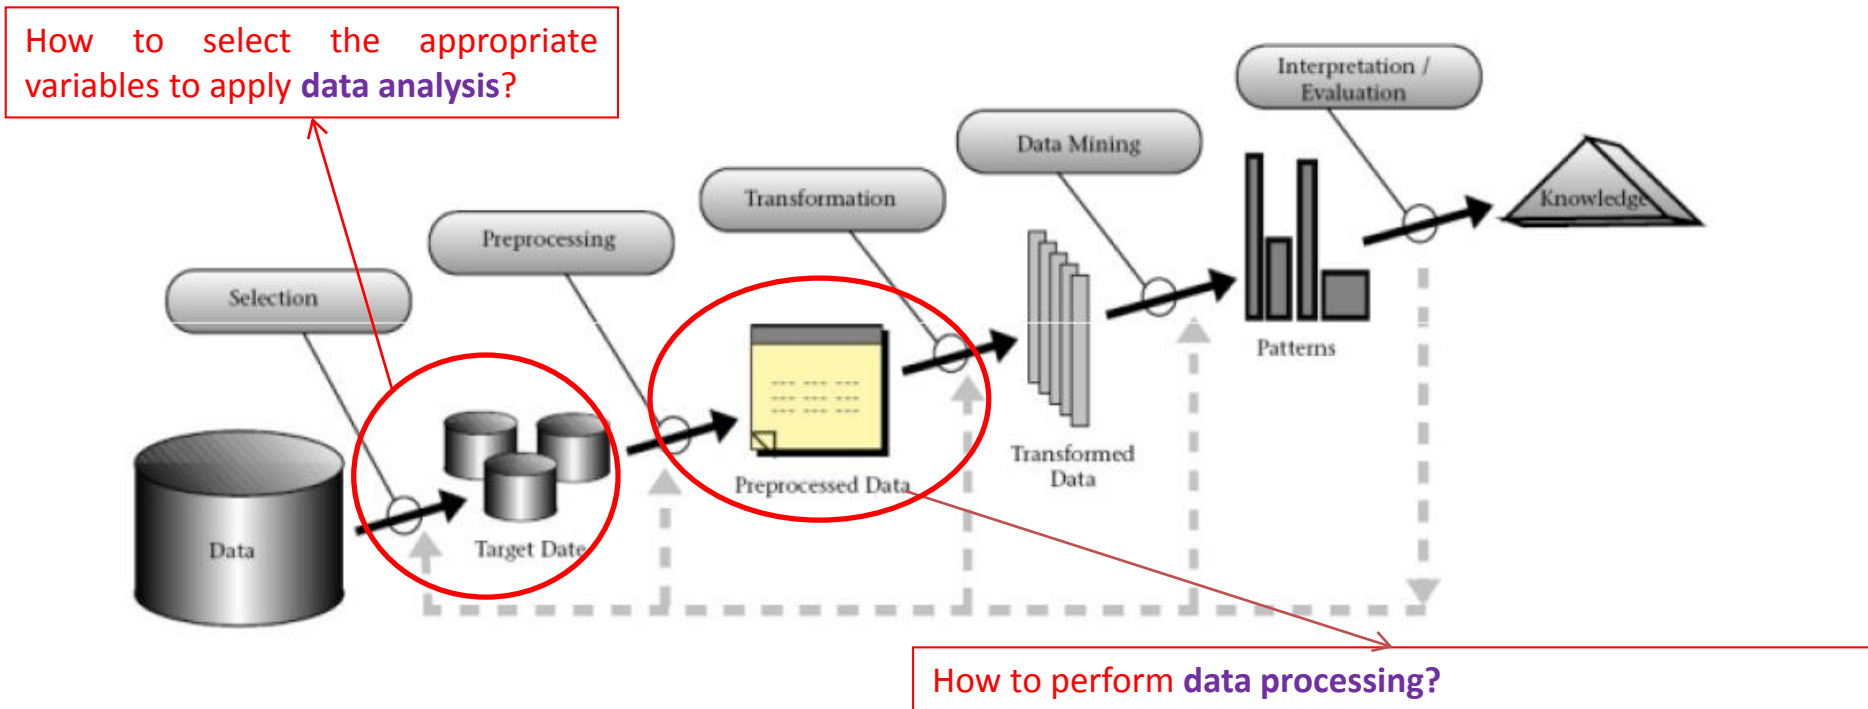 How to select the appropriate
variables to apply data analysis?
Interpretation /
Evaluation
Data Mining
Transformation
Knowledge
Preprocessing
Selection
Patterns
Transformed
Data
Preprocessed Data
Data
Target Date
How to perform data processing?